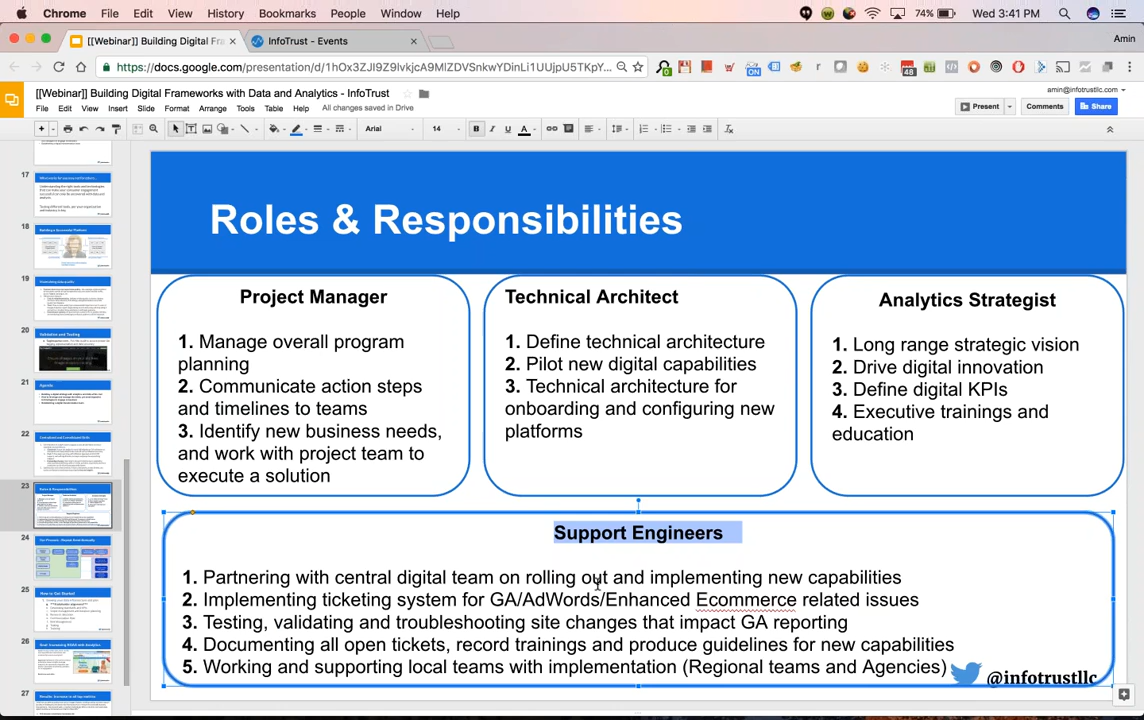 Chrome File Edit View History Bookmarks People Window Help 74% Wed 3:41 PM
[[Webinar] Building Digital Fra InfoTrust - Events Amin
https://docs.google.com/presentation/d/
[[Webinar] Building Digital Frameworks with Data and Analytics - InfoTrust amin@infotrustllc.com
File Edit View Insert Slide Format Arrange Tools Table Help All changes saved in Drive Present Comments Share
Arial 14 B I U A
17
18
19
20
21
22
23
24
25
26
27
Roles & Responsibilities
Project Manager
1. Manage overall program
planning
2. Communicate action steps
and timelines to teams
3. Identify new business needs,
and work with project team to
execute a solution
Technical Architect
1. Define technical architecture
2. Pilot new digital capabilities
3. Technical architecture for
onboarding and configuring new
platforms
Analytics Strategist
1. Long range strategic vision
2. Drive digital innovation
3. Define digital KPIs
4. Executive trainings and
education
Support Engineers
1. Partnering with central digital team on rolling out and implementing new capabilities
2. Implementing ticketing system for GA/AdWords/Enhanced Ecommerce related issues
3. Testing, validating and troubleshooting site changes that impact GA reporting
4. Documenting all open tickets, record trainings and produce guidelines for new capabilities
5. Working and supporting local teams with implementation (Regional teams and Agencies)
@infotrustllc